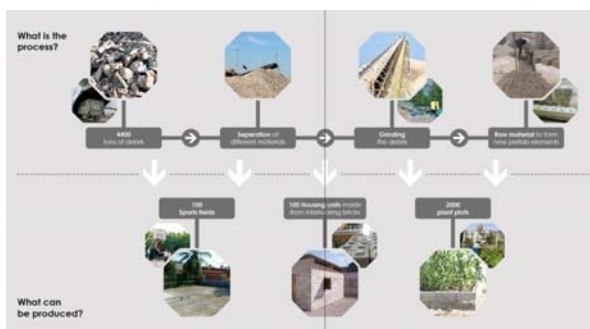 What is the
process?
4400
tons of debris
Seperation of
different materials
Grinding
the debris
Raw material to form
new prefab elements
100
Sports fields
100 Housing units made
from interlocking bricks
2000
plant plots
What can
be produced?